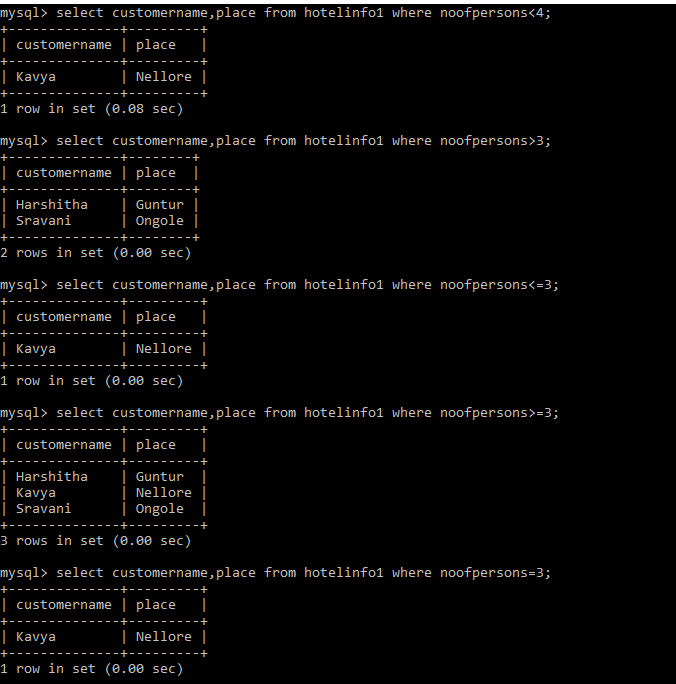 mysql> select customername,place from hotelinfo1 where noofpersons<4;
+--------------+---------+
| customername | place   |
+--------------+---------+
| Kavya        | Nellore |
+--------------+---------+
1 row in set (0.08 sec)

mysql> select customername,place from hotelinfo1 where noofpersons>3;
+--------------+--------+
| customername | place  |
+--------------+--------+
| Harshitha    | Guntur |
| Sravani      | Ongole |
+--------------+--------+
2 rows in set (0.00 sec)

mysql> select customername,place from hotelinfo1 where noofpersons<=3;
+--------------+---------+
| customername | place   |
+--------------+---------+
| Kavya        | Nellore |
+--------------+---------+
1 row in set (0.00 sec)

mysql> select customername,place from hotelinfo1 where noofpersons>=3;
+--------------+---------+
| customername | place   |
+--------------+---------+
| Harshitha    | Guntur  |
| Kavya        | Nellore |
| Sravani      | Ongole  |
+--------------+---------+
3 rows in set (0.00 sec)

mysql> select customername,place from hotelinfo1 where noofpersons=3;
+--------------+---------+
| customername | place   |
+--------------+---------+
| Kavya        | Nellore |
+--------------+---------+
1 row in set (0.00 sec)